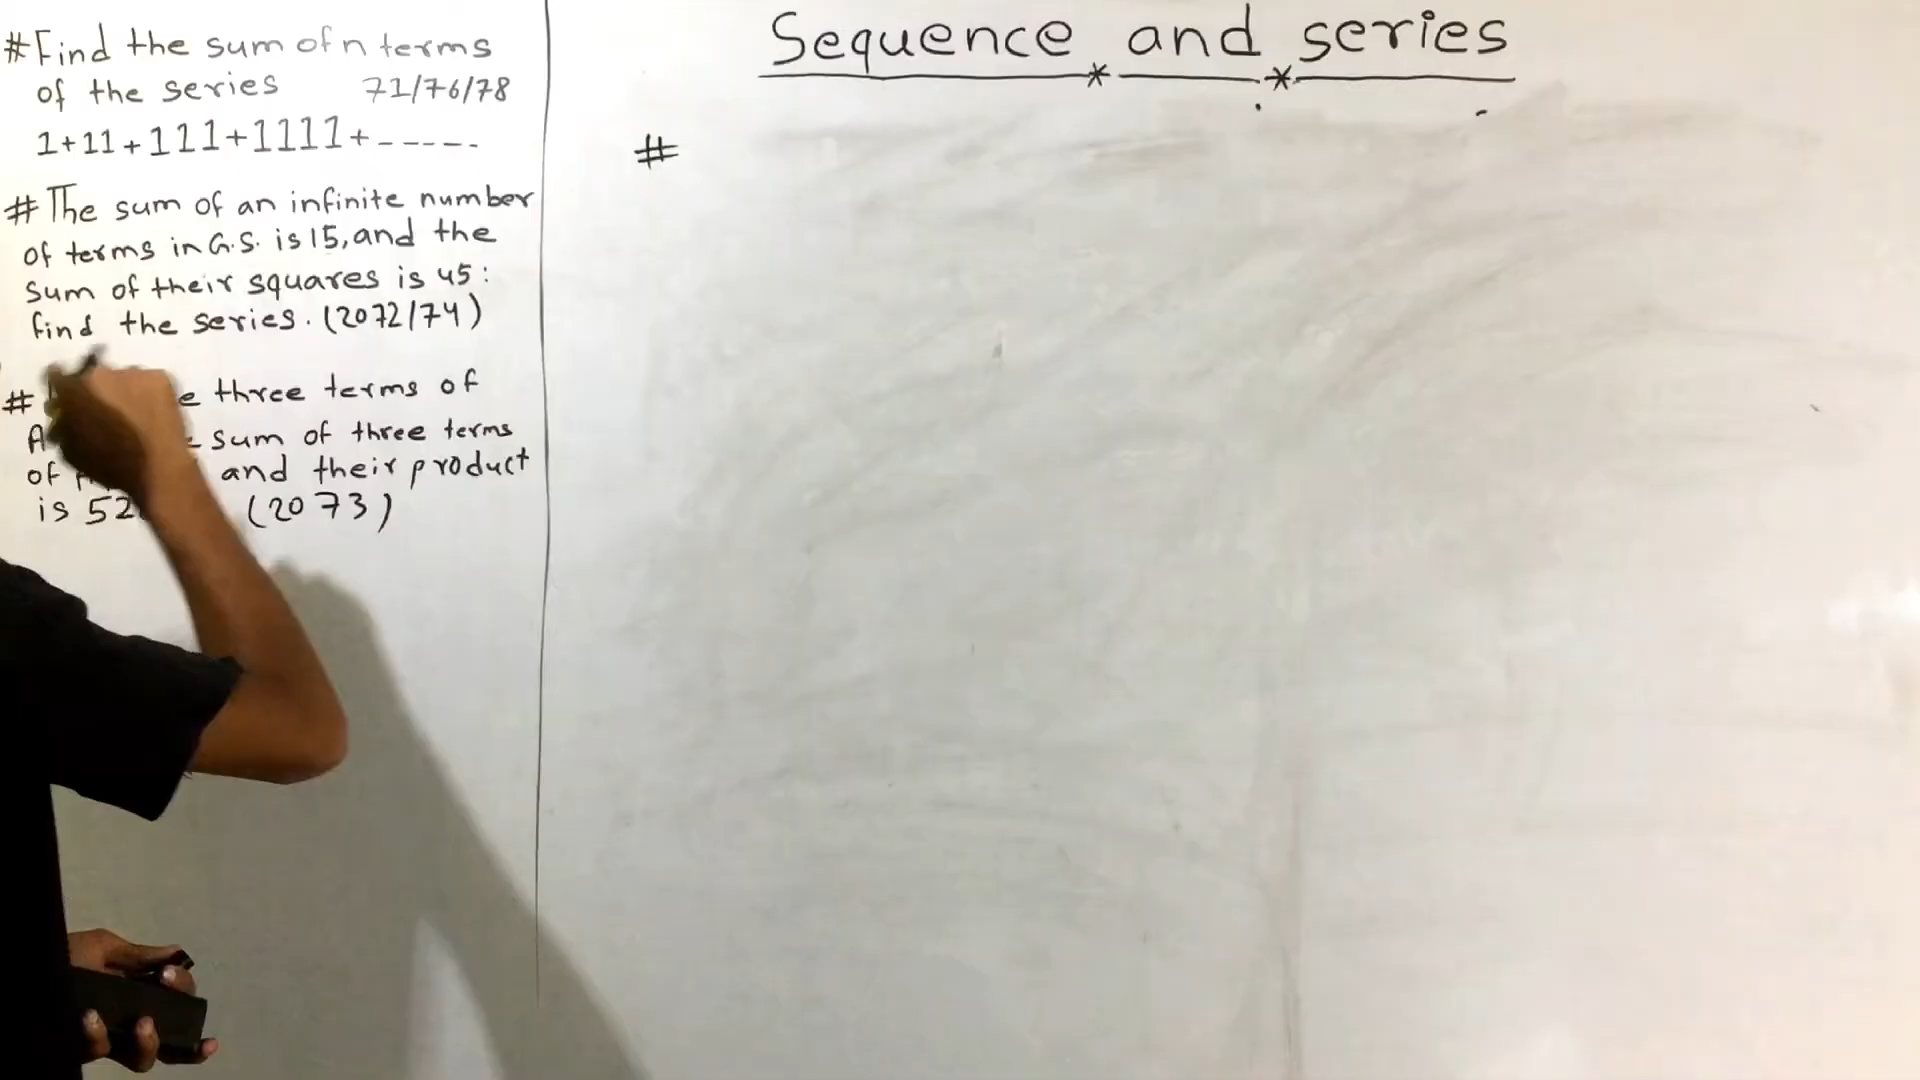 #Find the sum of n terms
of the series 71/76/78
1+11+111+1111+-----
#The sum of an infinite number
of terms in G.S. is 15, and the
sum of their squares is 45:
find the series. (2072/74)
# three terms of
sum of three terms
of and their product
is (2073)
Sequence and series
#